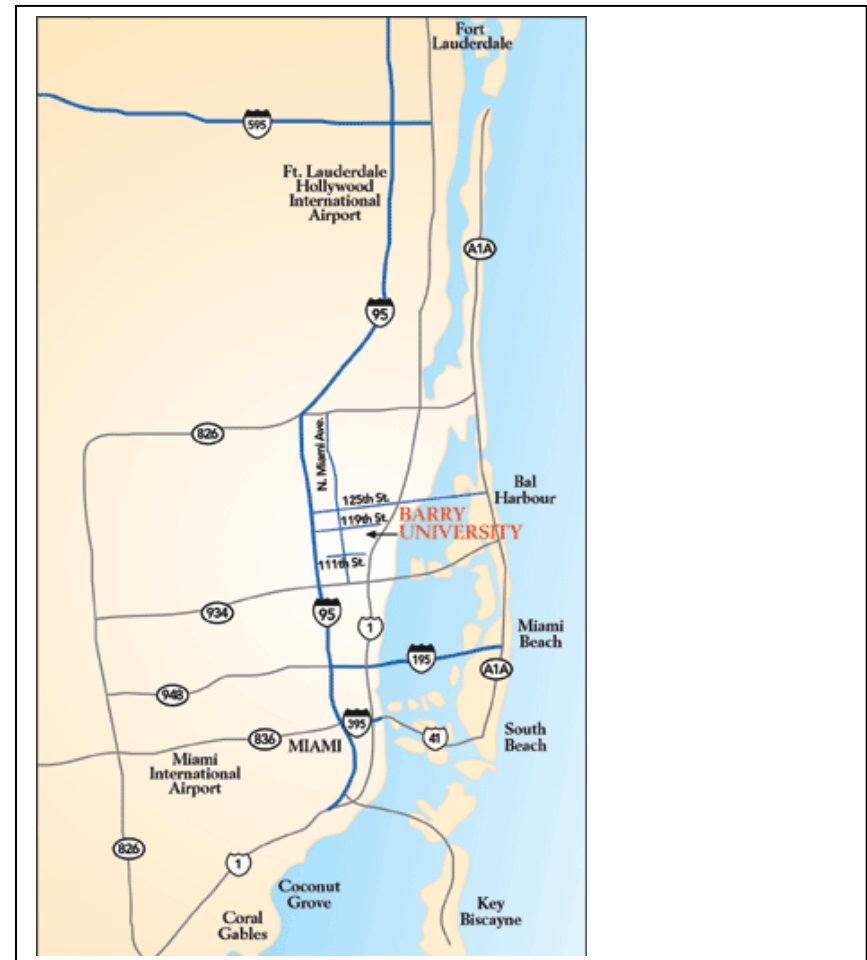 Fort
Lauderdale
595
Ft. Lauderdale
Hollywood
International
Airport
A1A
95
826
N. Miami Ave.
Bal
Harbour
125th St.
119th St.
BARRY
UNIVERSITY
111th St.
934
95
1
Miami
Beach
195
A1A
948
395
836
MIAMI
41
South
Beach
Miami
International
Airport
826
1
Coconut
Grove
Coral
Gables
Key
Biscayne